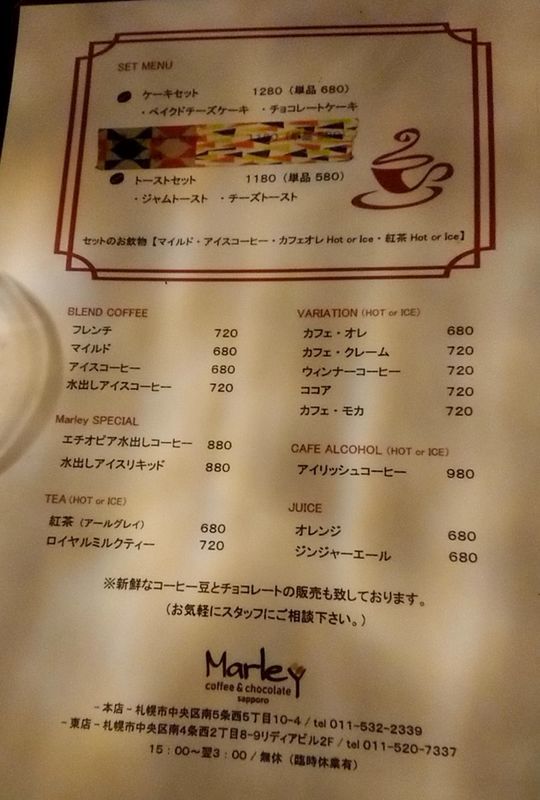 SET MENU
ケーキセット 1280（単品 680）
・ベイクドチーズケーキ ・チョコレートケーキ
トーストセット 1180（単品 580）
・ジャムトースト ・チーズトースト
セットのお飲物【マイルド・アイスコーヒー・カフェオレ Hot or Ice・紅茶 Hot or Ice】
BLEND COFFEE
フレンチ 720
マイルド 680
アイスコーヒー 680
水出しアイスコーヒー 720
Marley SPECIAL
エチオピア水出しコーヒー 880
水出しアイスリキッド 880
TEA (HOT or ICE)
紅茶（アールグレイ） 680
ロイヤルミルクティー 720
VARIATION (HOT or ICE)
カフェ・オレ 680
カフェ・クレーム 720
ウィンナーコーヒー 720
ココア 720
カフェ・モカ 720
CAFE ALCOHOL (HOT or ICE)
アイリッシュコーヒー 980
JUICE
オレンジ 680
ジンジャーエール 680
※新鮮なコーヒー豆とチョコレートの販売も致しております。
（お気軽にスタッフにご相談下さい。）
Marley
coffee & chocolate
sapporo
- 本店 - 札幌市中央区南5条西5丁目10-4 / tel 011-532-2339
- 東店 - 札幌市中央区南4条西2丁目8-9リディアビル2F / tel 011-520-7337
15：00〜翌3：00 / 無休（臨時休業有）